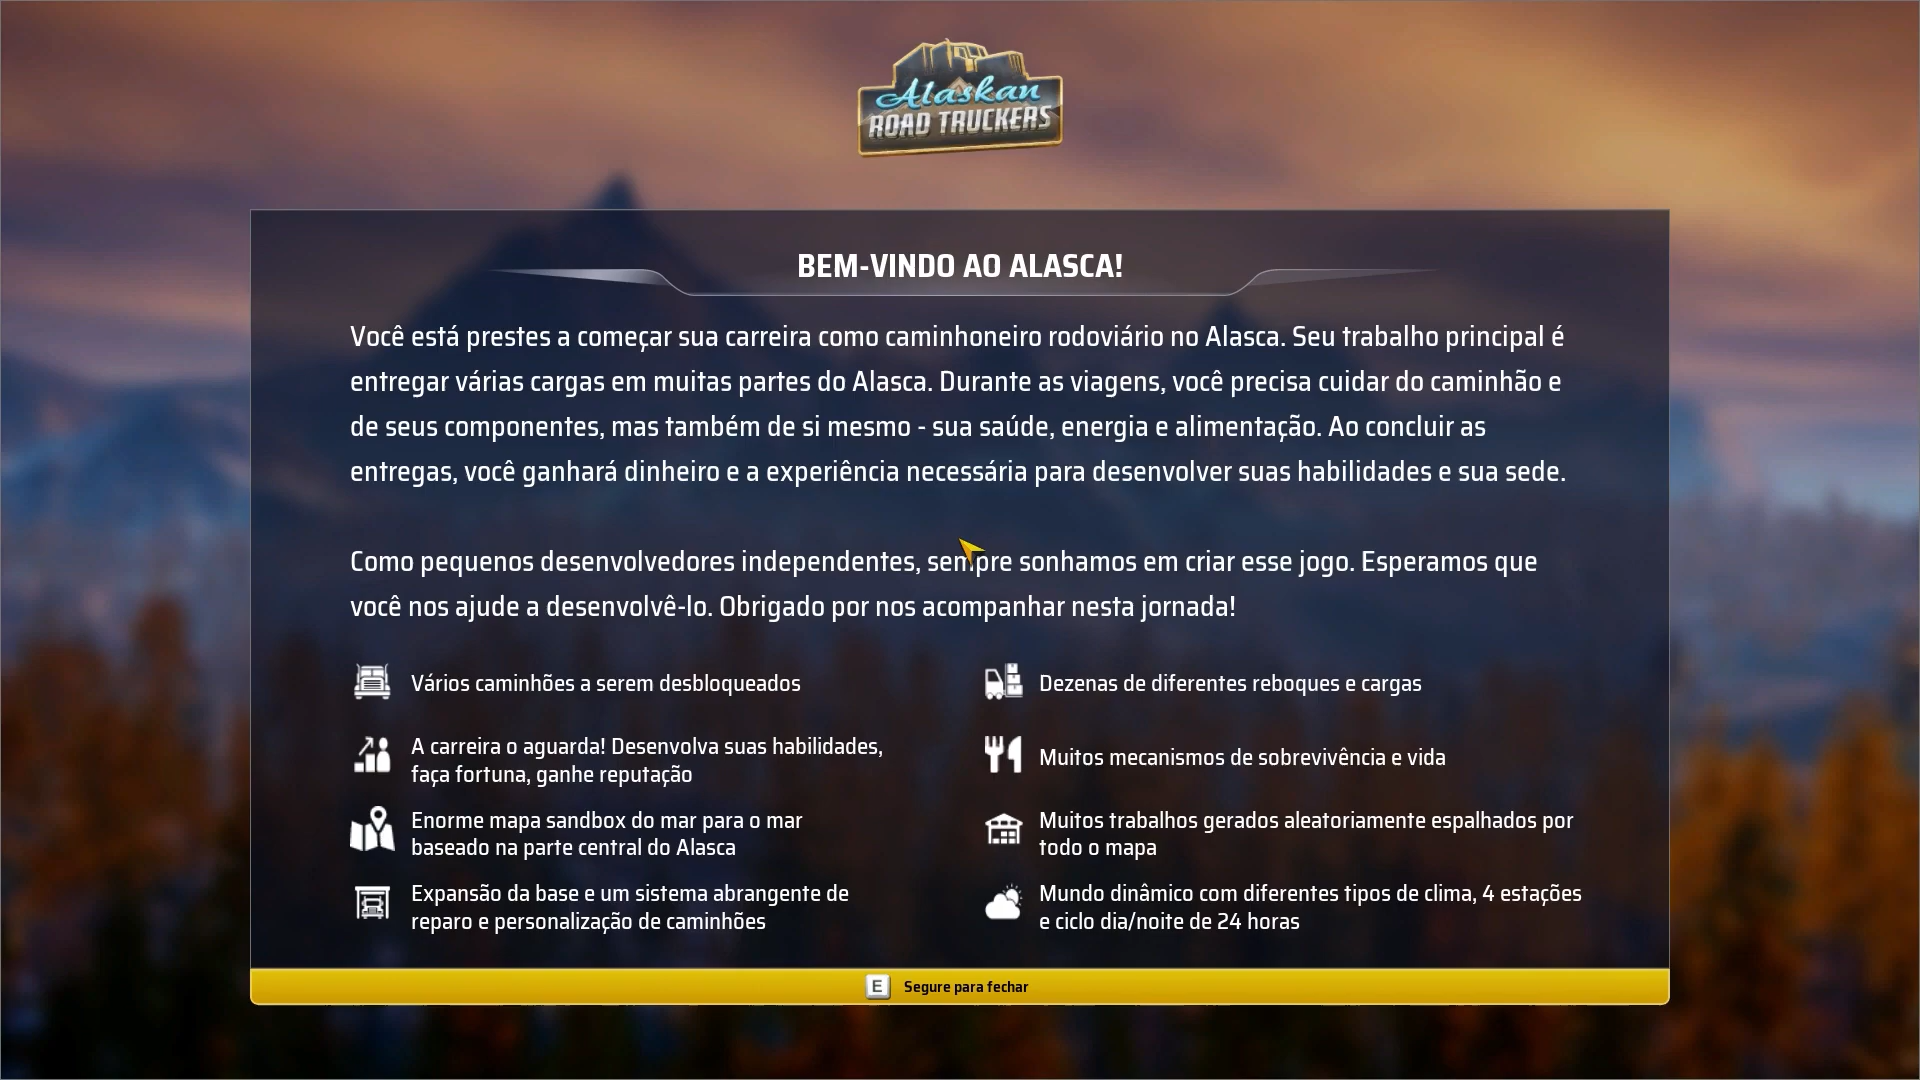 Alaskan
ROAD TRUCKERS
BEM-VINDO AO ALASCA!
Você está prestes a começar sua carreira como caminhoneiro rodoviário no Alasca. Seu trabalho principal é
entregar várias cargas em muitas partes do Alasca. Durante as viagens, você precisa cuidar do caminhão e
de seus componentes, mas também de si mesmo - sua saúde, energia e alimentação. Ao concluir as
entregas, você ganhará dinheiro e a experiência necessária para desenvolver suas habilidades e sua sede.
Como pequenos desenvolvedores independentes, sempre sonhamos em criar esse jogo. Esperamos que
você nos ajude a desenvolvê-lo. Obrigado por nos acompanhar nesta jornada!
Vários caminhões a serem desbloqueados
Dezenas de diferentes reboques e cargas
A carreira o aguarda! Desenvolva suas habilidades,
faça fortuna, ganhe reputação
Muitos mecanismos de sobrevivência e vida
Enorme mapa sandbox do mar para o mar
baseado na parte central do Alasca
Muitos trabalhos gerados aleatoriamente espalhados por
todo o mapa
Expansão da base e um sistema abrangente de
reparo e personalização de caminhões
Mundo dinâmico com diferentes tipos de clima, 4 estações
e ciclo dia/noite de 24 horas
E Segure para fechar